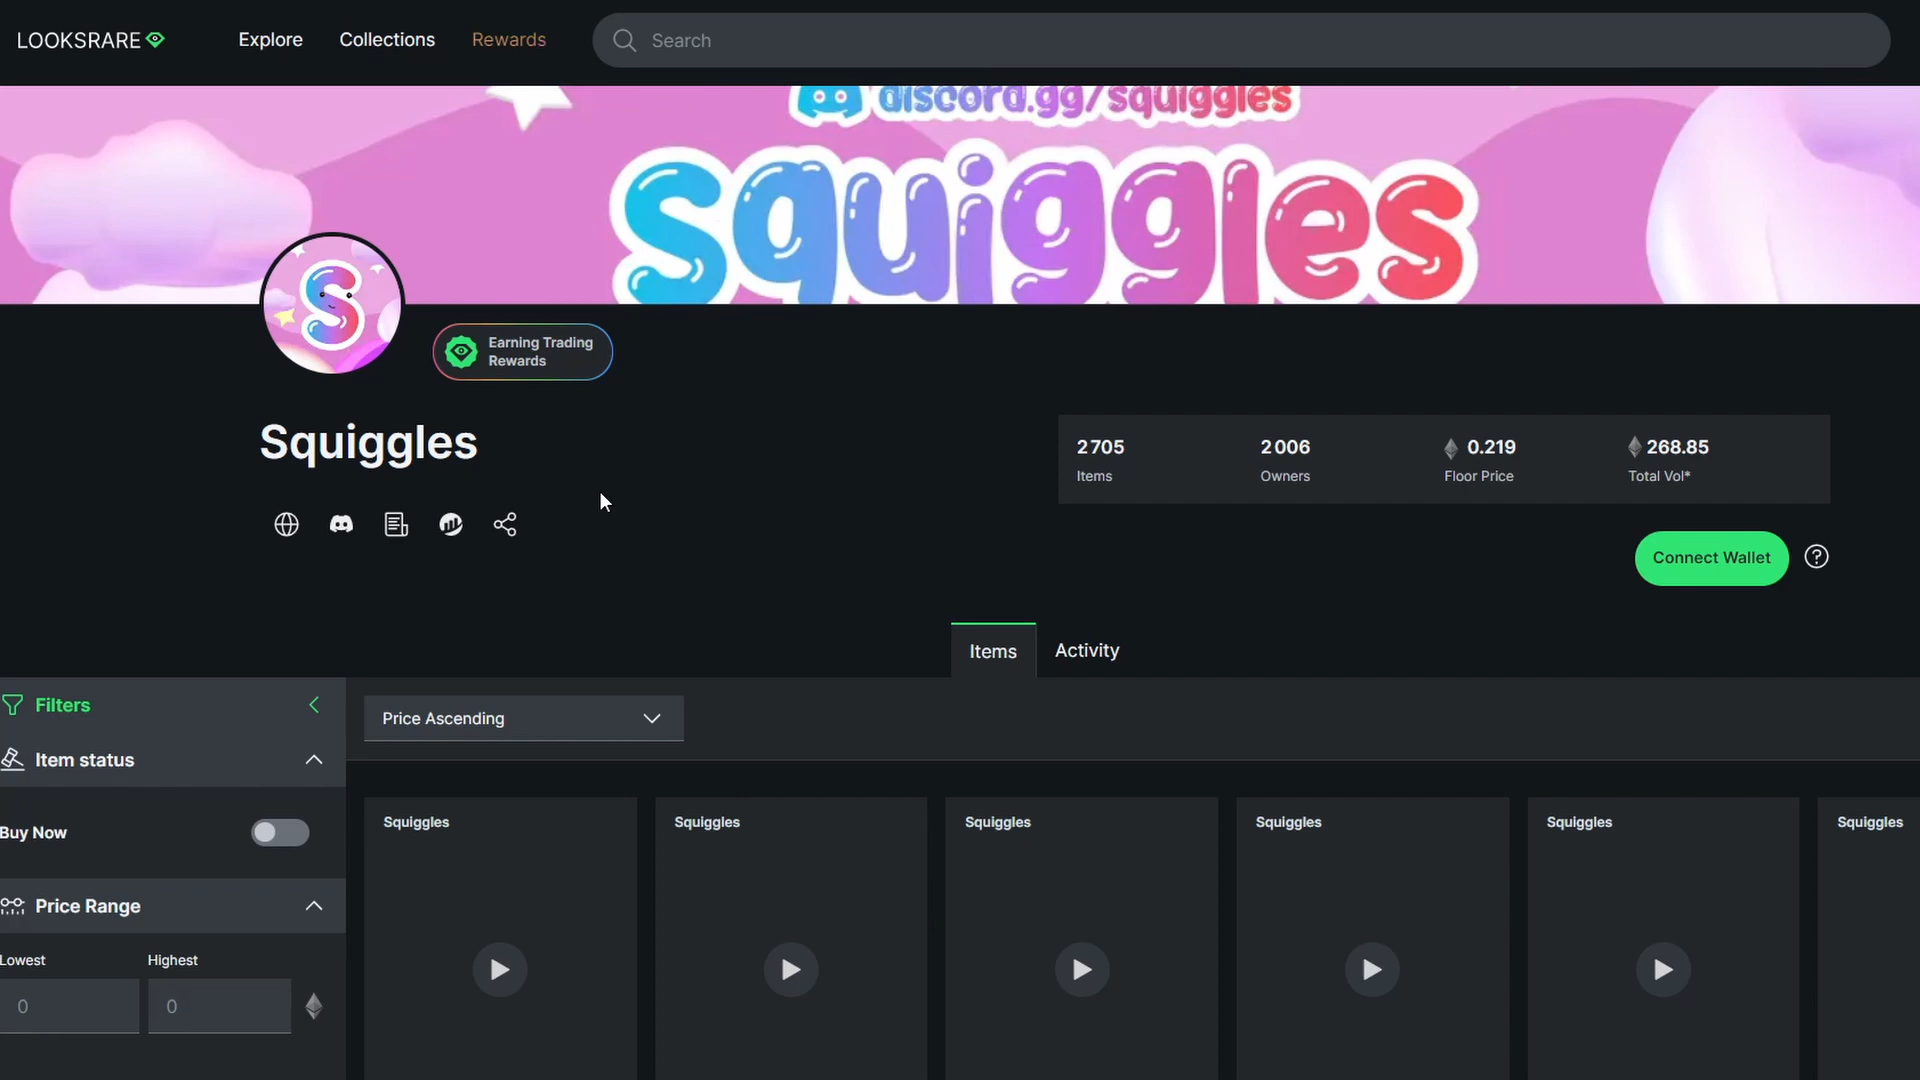 LOOKSRARE
Explore
Collections
Rewards
Search
discord.gg/squiggles
squiggles
S
Earning Trading
Rewards
Squiggles
2705
Items
2006
Owners
0.219
Floor Price
268.85
Total Vol*
Connect Wallet
?
Items
Activity
Filters
Price Ascending
Item status
Buy Now
Price Range
Lowest
Highest
0
0
Squiggles
Squiggles
Squiggles
Squiggles
Squiggles
Squiggles